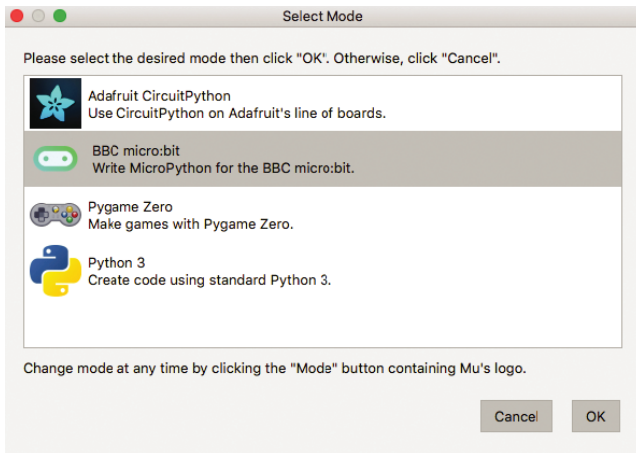 Select Mode
Please select the desired mode then click "OK". Otherwise, click "Cancel".
Adafruit CircuitPython
Use CircuitPython on Adafruit's line of boards.
BBC micro:bit
Write MicroPython for the BBC micro:bit.
Pygame Zero
Make games with Pygame Zero.
Python 3
Create code using standard Python 3.
Change mode at any time by clicking the "Mode" button containing Mu's logo.
Cancel
OK